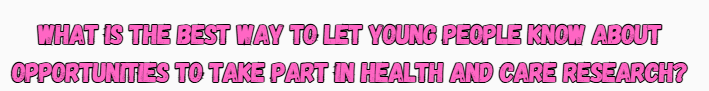 WHAT IS THE BEST WAY TO LET YOUNG PEOPLE KNOW ABOUT
OPPORTUNITIES TO TAKE PART IN HEALTH AND CARE RESEARCH?